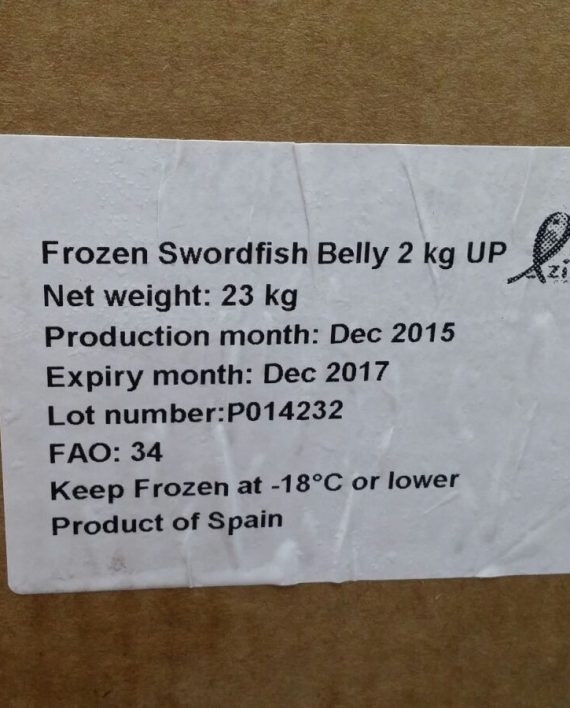 Frozen Swordfish Belly 2 kg UP
Net weight: 23 kg
Production month: Dec 2015
Expiry month: Dec 2017
Lot number:P014232
FAO: 34
Keep Frozen at -18°C or lower
Product of Spain